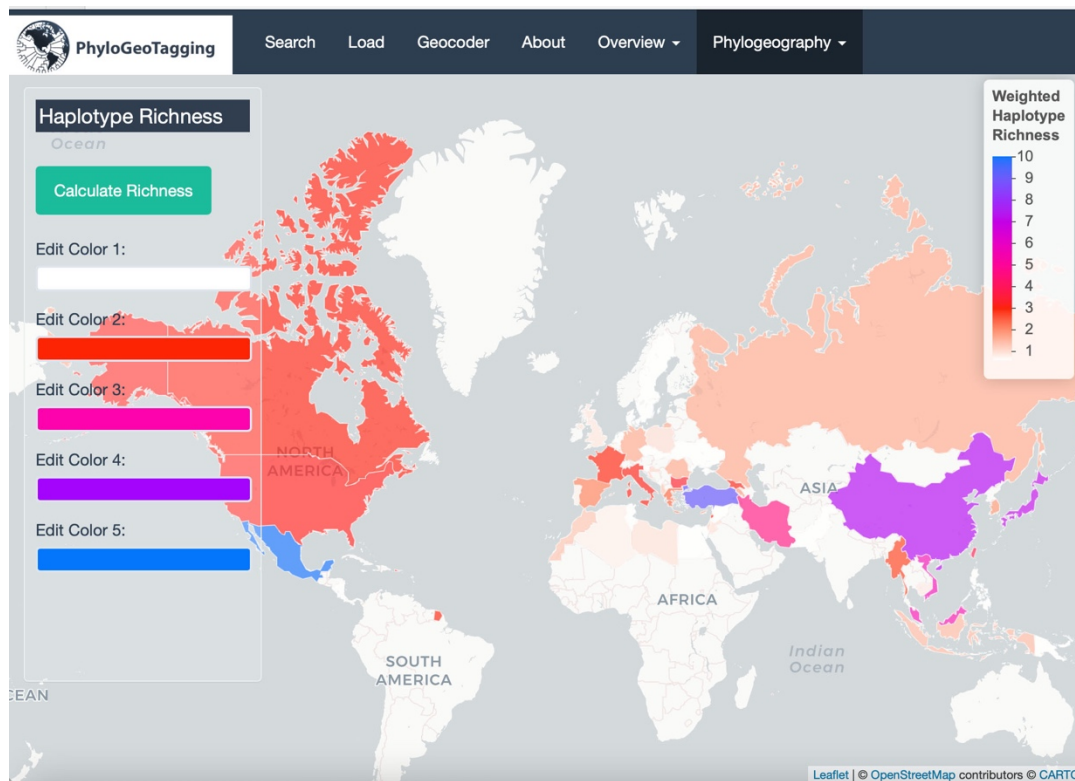 PhyloGeoTagging
Search Load Geocoder About Overview Phylogeography
Haplotype Richness
Ocean
Calculate Richness
Edit Color 1:
Edit Color 2:
Edit Color 3:
Edit Color 4:
Edit Color 5:
Weighted
Haplotype
Richness
10
9
8
7
6
5
4
3
2
1
NORTH
AMERICA
ASIA
AFRICA
SOUTH
AMERICA
Indian
Ocean
CEAN
Leaflet | © OpenStreetMap contributors © CARTO